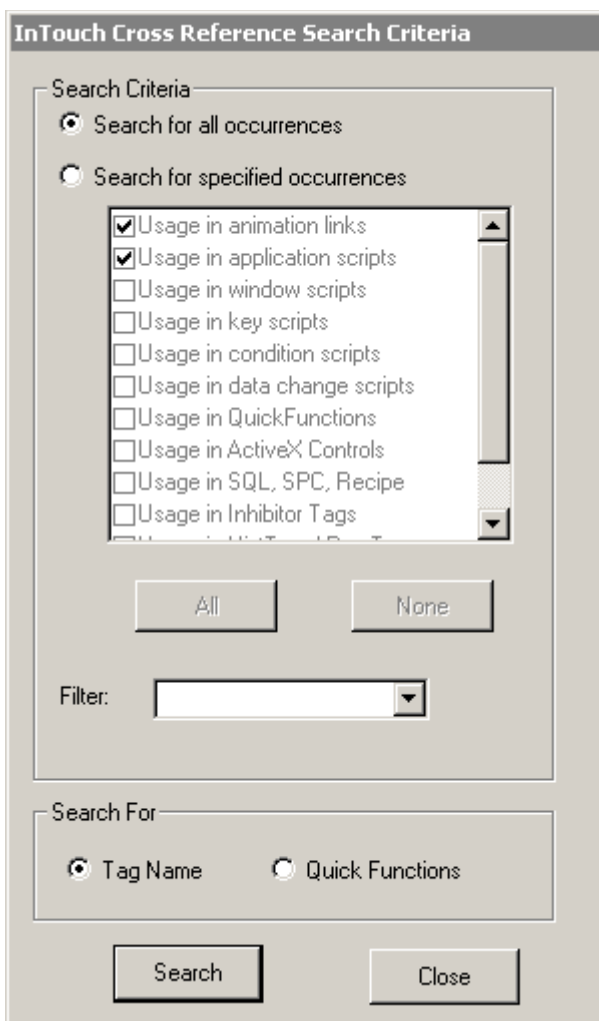 InTouch Cross Reference Search Criteria
Search Criteria
Search for all occurrences
Search for specified occurrences
Usage in animation links
Usage in application scripts
Usage in window scripts
Usage in key scripts
Usage in condition scripts
Usage in data change scripts
Usage in QuickFunctions
Usage in ActiveX Controls
Usage in SQL, SPC, Recipe
Usage in Inhibitor Tags
All None
Filter:
Search For
Tag Name Quick Functions
Search Close